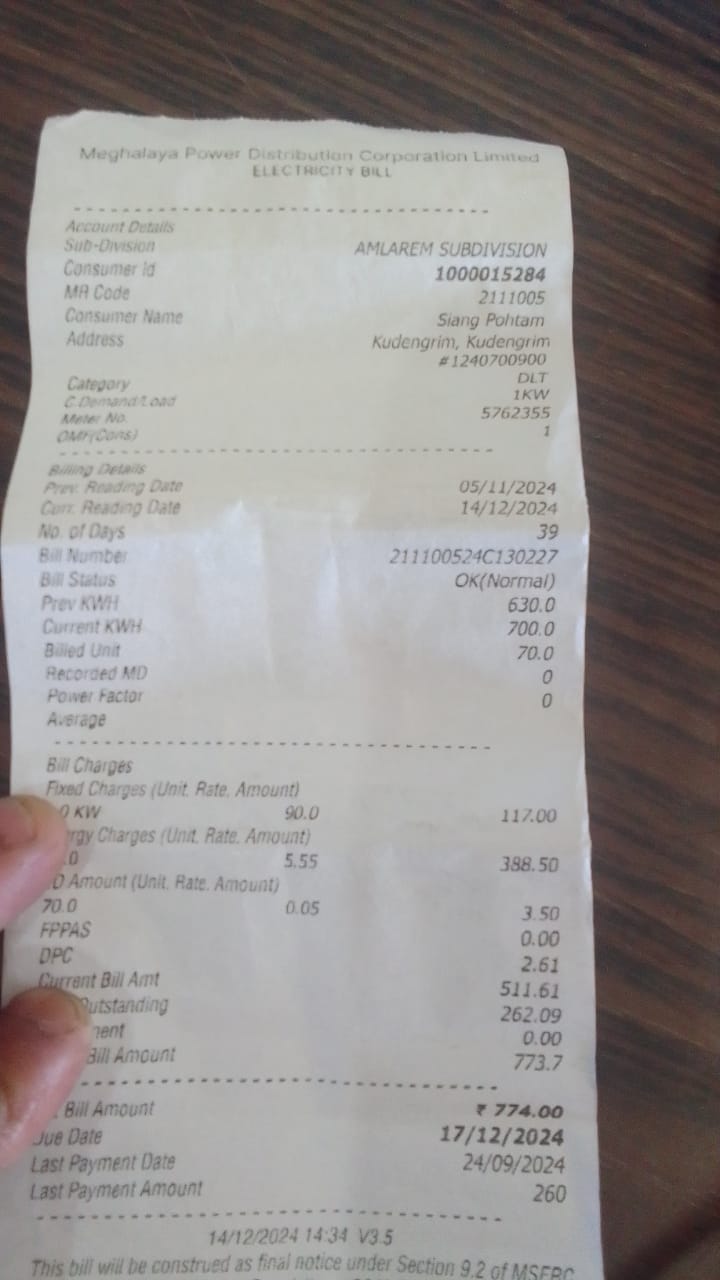 Meghalaya Power Distribution Corporation Limited
ELECTRICITY BILL
Account Details
Sub-Division AMLAREM SUBDIVISION
Consumer Id 1000015284
MR Code 2111005
Consumer Name Siang Pohtam
Address Kudengrim, Kudengrim
#1240700900
Category DLT
C.Demand/Load 1KW
Meter No. 5762355
OMF(Cons) 1
Billing Details
Prev. Reading Date 05/11/2024
Curr. Reading Date 14/12/2024
No. of Days 39
Bill Number 211100524C130227
Bill Status OK(Normal)
Prev KWH 630.0
Current KWH 700.0
Billed Unit 70.0
Recorded MD 0
Power Factor 0
Average
Bill Charges
Fixed Charges (Unit, Rate, Amount)
.0 KW 90.0 117.00
rgy Charges (Unit, Rate, Amount)
.0 5.55 388.50
D Amount (Unit, Rate, Amount)
70.0 0.05 3.50
FPPAS 0.00
DPC 2.61
Current Bill Amt 511.61
Outstanding 262.09
ment 0.00
Bill Amount 773.7
Bill Amount ₹ 774.00
Due Date 17/12/2024
Last Payment Date 24/09/2024
Last Payment Amount 260
14/12/2024 14:34 V3.5
This bill will be construed as final notice under Section 9.2 of MSERC